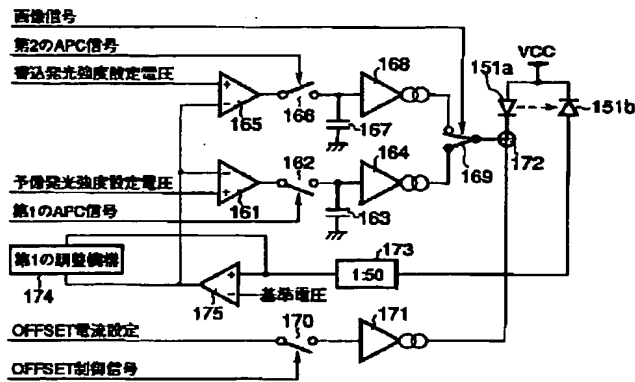 画像信号
第2のAPC信号
書込発光強度設定電圧
165
166
167
168
169
151a
VCC
151b
172
予備発光強度設定電圧
161
162
163
164
第1のAPC信号
第1の調整機構
174
175
基準電圧
173
1:50
OFFSET電流設定
170
171
OFFSET制御信号